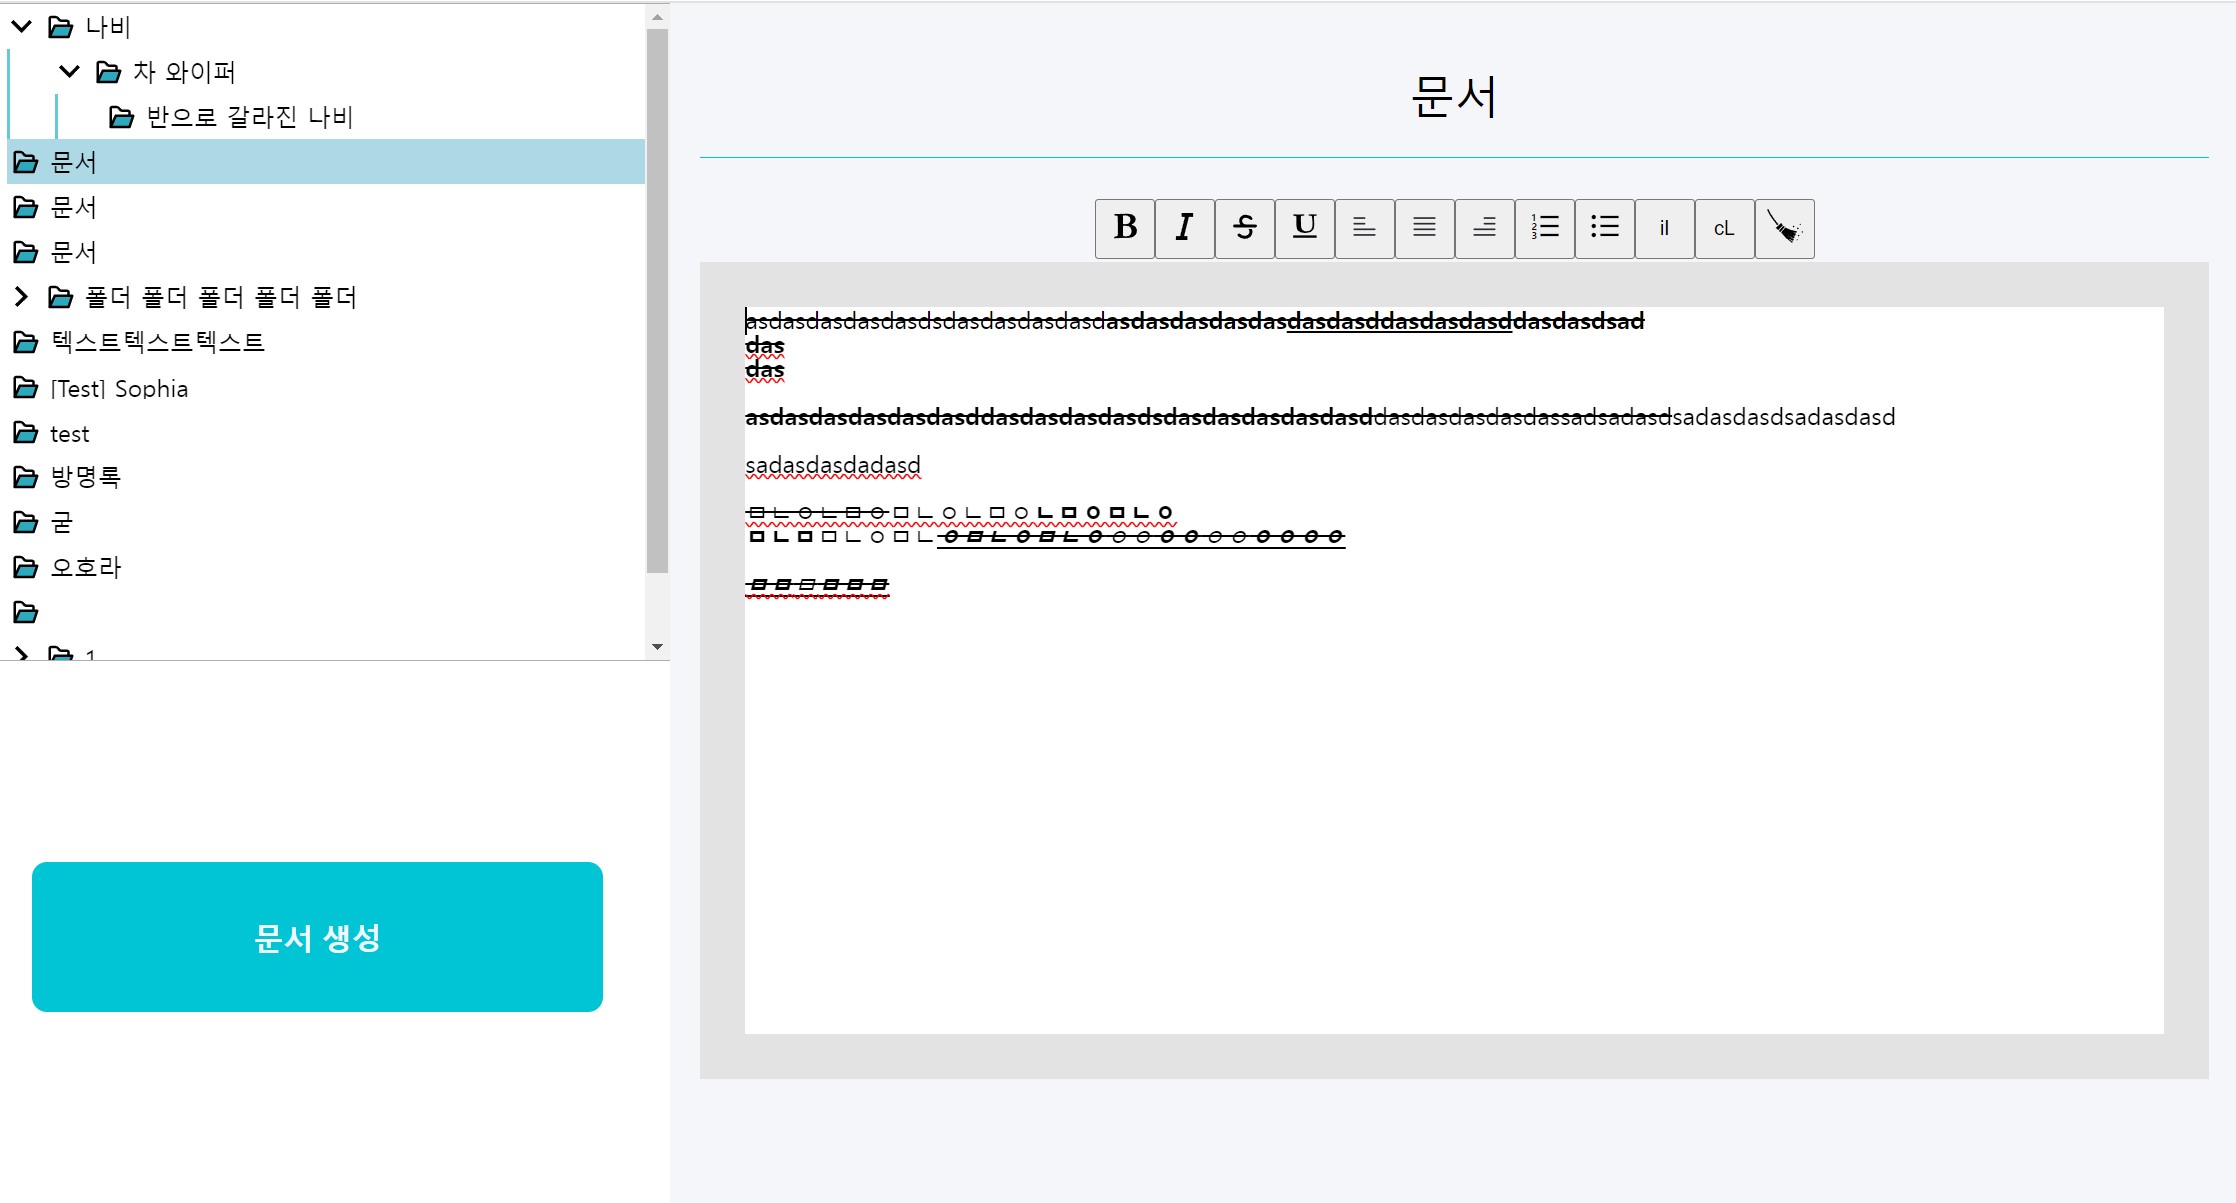 나비
차 와이퍼
반으로 갈라진 나비
문서
문서
문서
폴더 폴더 폴더 폴더 폴더
텍스트텍스트텍스트
[Test] Sophia
test
방명록
굳
오호라
1
문서 생성
문서
B I S U il cL
asdasdasdasdasdsdasdasdasdasdasdasdasdasdasdasdasddasdasdasddasdasdsad
das
das
asdasdasdasdasdasddasdasdasdasdsdasdasdasdasdasddasdasdasdasdassadsadasdsadasdasdsadasdasd
sadasdasdadasd
ㅁㄴㅇㄴㅁㅇㅁㄴㅇㄴㅁㅇㄴㅁㅇㅁㄴㅇ
ㅁㄴㅁㅁㄴㅇㅁㄴㅇㅁㄴㅇㅁㄴㅇㅇㅇㅇㅇㅇㅇㅇㅇㅇㅇ
ㅁㅁㅁㅁㅁㅁ